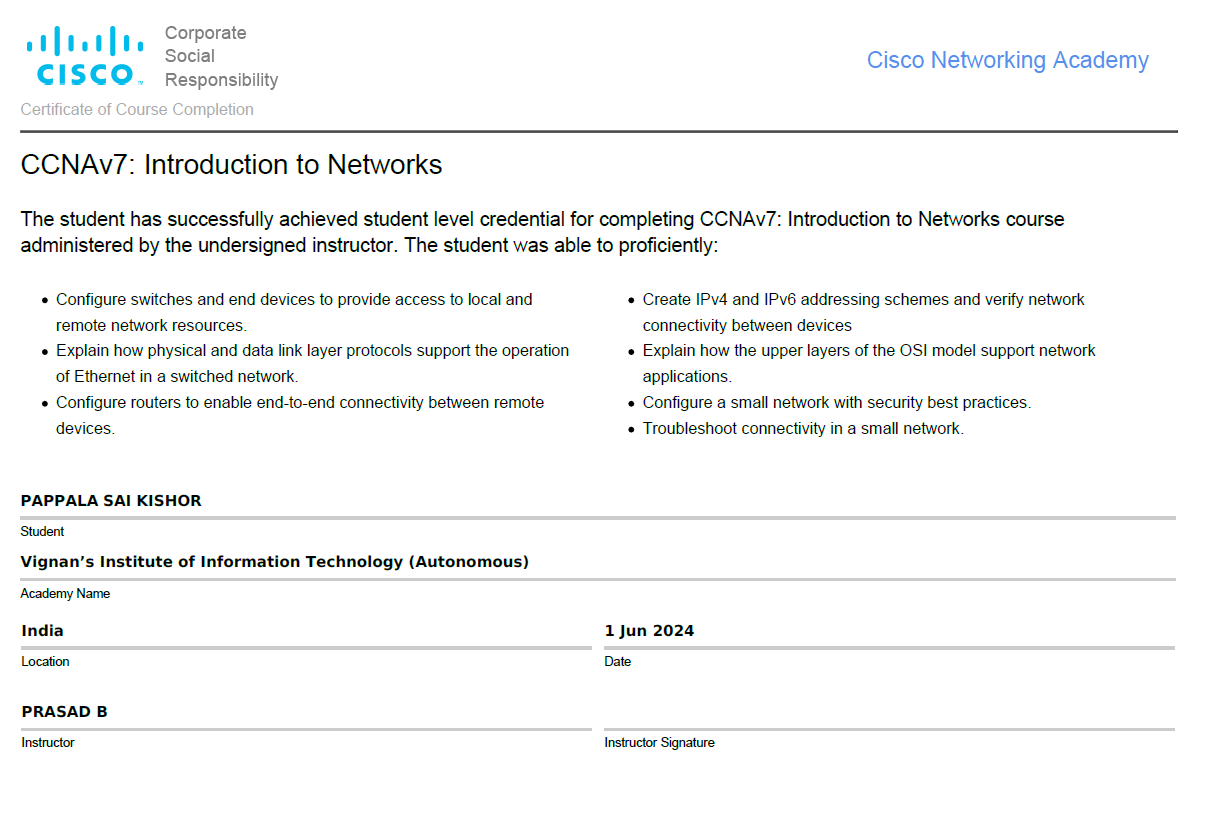 CISCO™
Corporate
Social
Responsibility
Cisco Networking Academy
Certificate of Course Completion
CCNAv7: Introduction to Networks
The student has successfully achieved student level credential for completing CCNAv7: Introduction to Networks course
administered by the undersigned instructor. The student was able to proficiently:
• Configure switches and end devices to provide access to local and
remote network resources.
• Explain how physical and data link layer protocols support the operation
of Ethernet in a switched network.
• Configure routers to enable end-to-end connectivity between remote
devices.
• Create IPv4 and IPv6 addressing schemes and verify network
connectivity between devices
• Explain how the upper layers of the OSI model support network
applications.
• Configure a small network with security best practices.
• Troubleshoot connectivity in a small network.
PAPPALA SAI KISHOR
Student
Vignan’s Institute of Information Technology (Autonomous)
Academy Name
India
Location
1 Jun 2024
Date
PRASAD B
Instructor
Instructor Signature